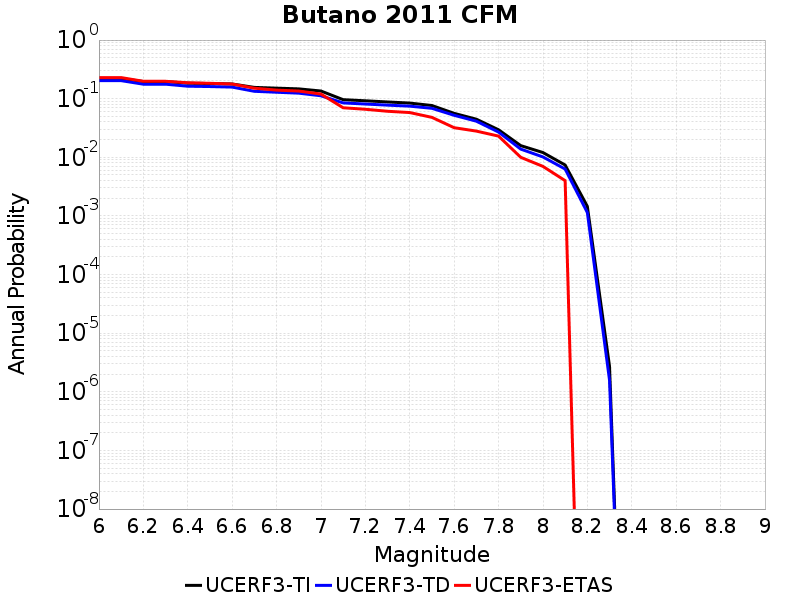 Butano 2011 CFM
Annual Probability
10^0
10^-1
10^-2
10^-3
10^-4
10^-5
10^-6
10^-7
10^-8
6 6.2 6.4 6.6 6.8 7 7.2 7.4 7.6 7.8 8 8.2 8.4 8.6 8.8 9
Magnitude
UCERF3-TI UCERF3-TD UCERF3-ETAS